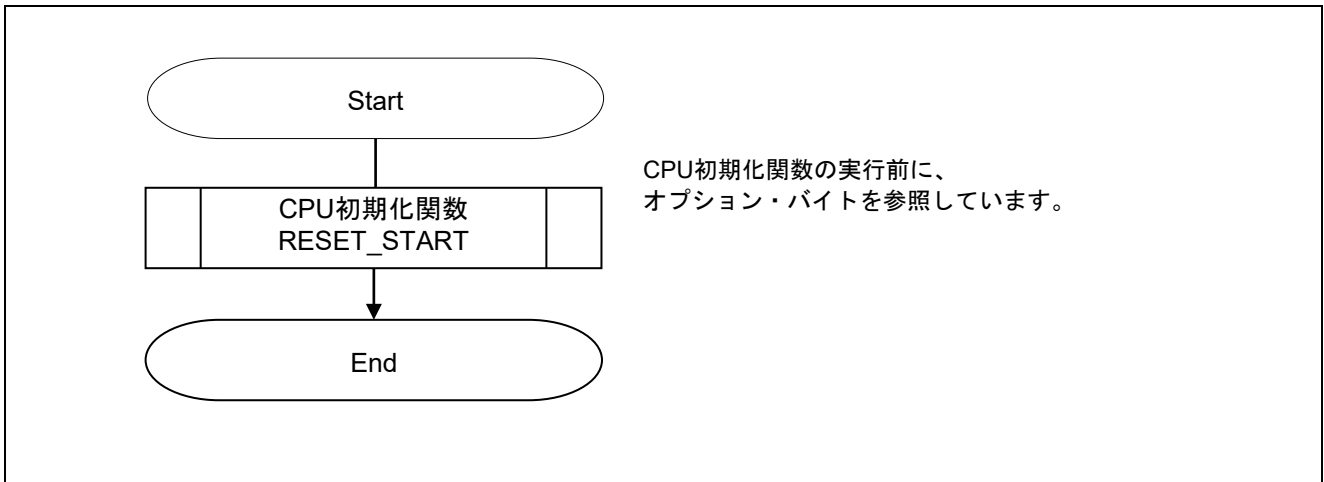 Start
CPU初期化関数の実行前に、
オプション・バイトを参照しています。
CPU初期化関数
RESET_START
End